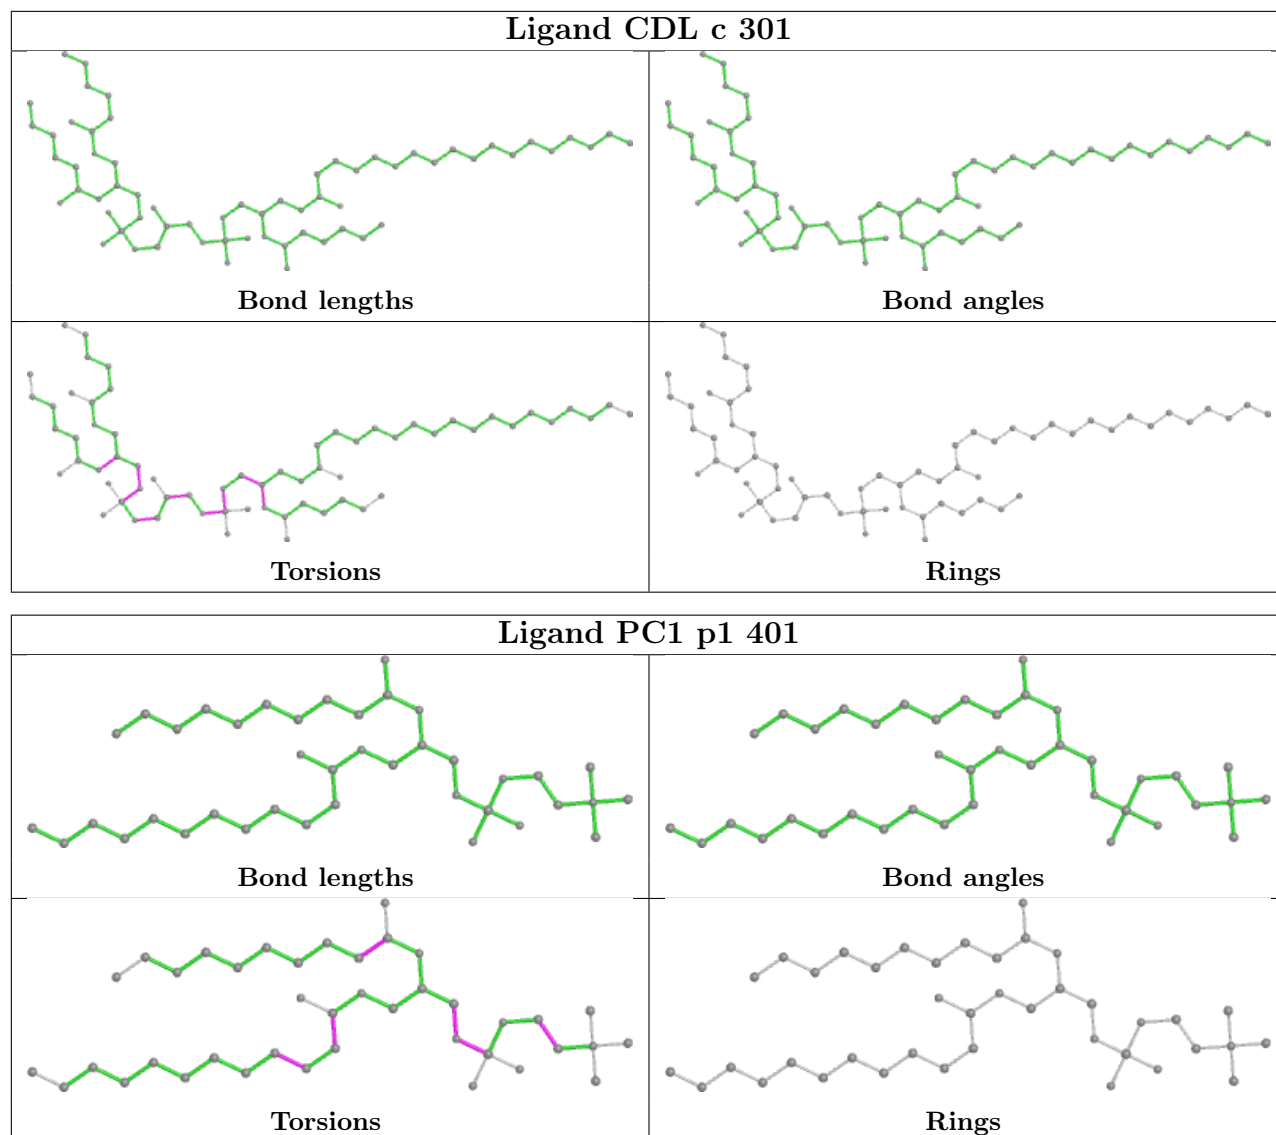 Ligand CDL c 301
Bond lengths
Bond angles
Torsions
Rings
Ligand PC1 p1 401
Bond lengths
Bond angles
Torsions
Rings